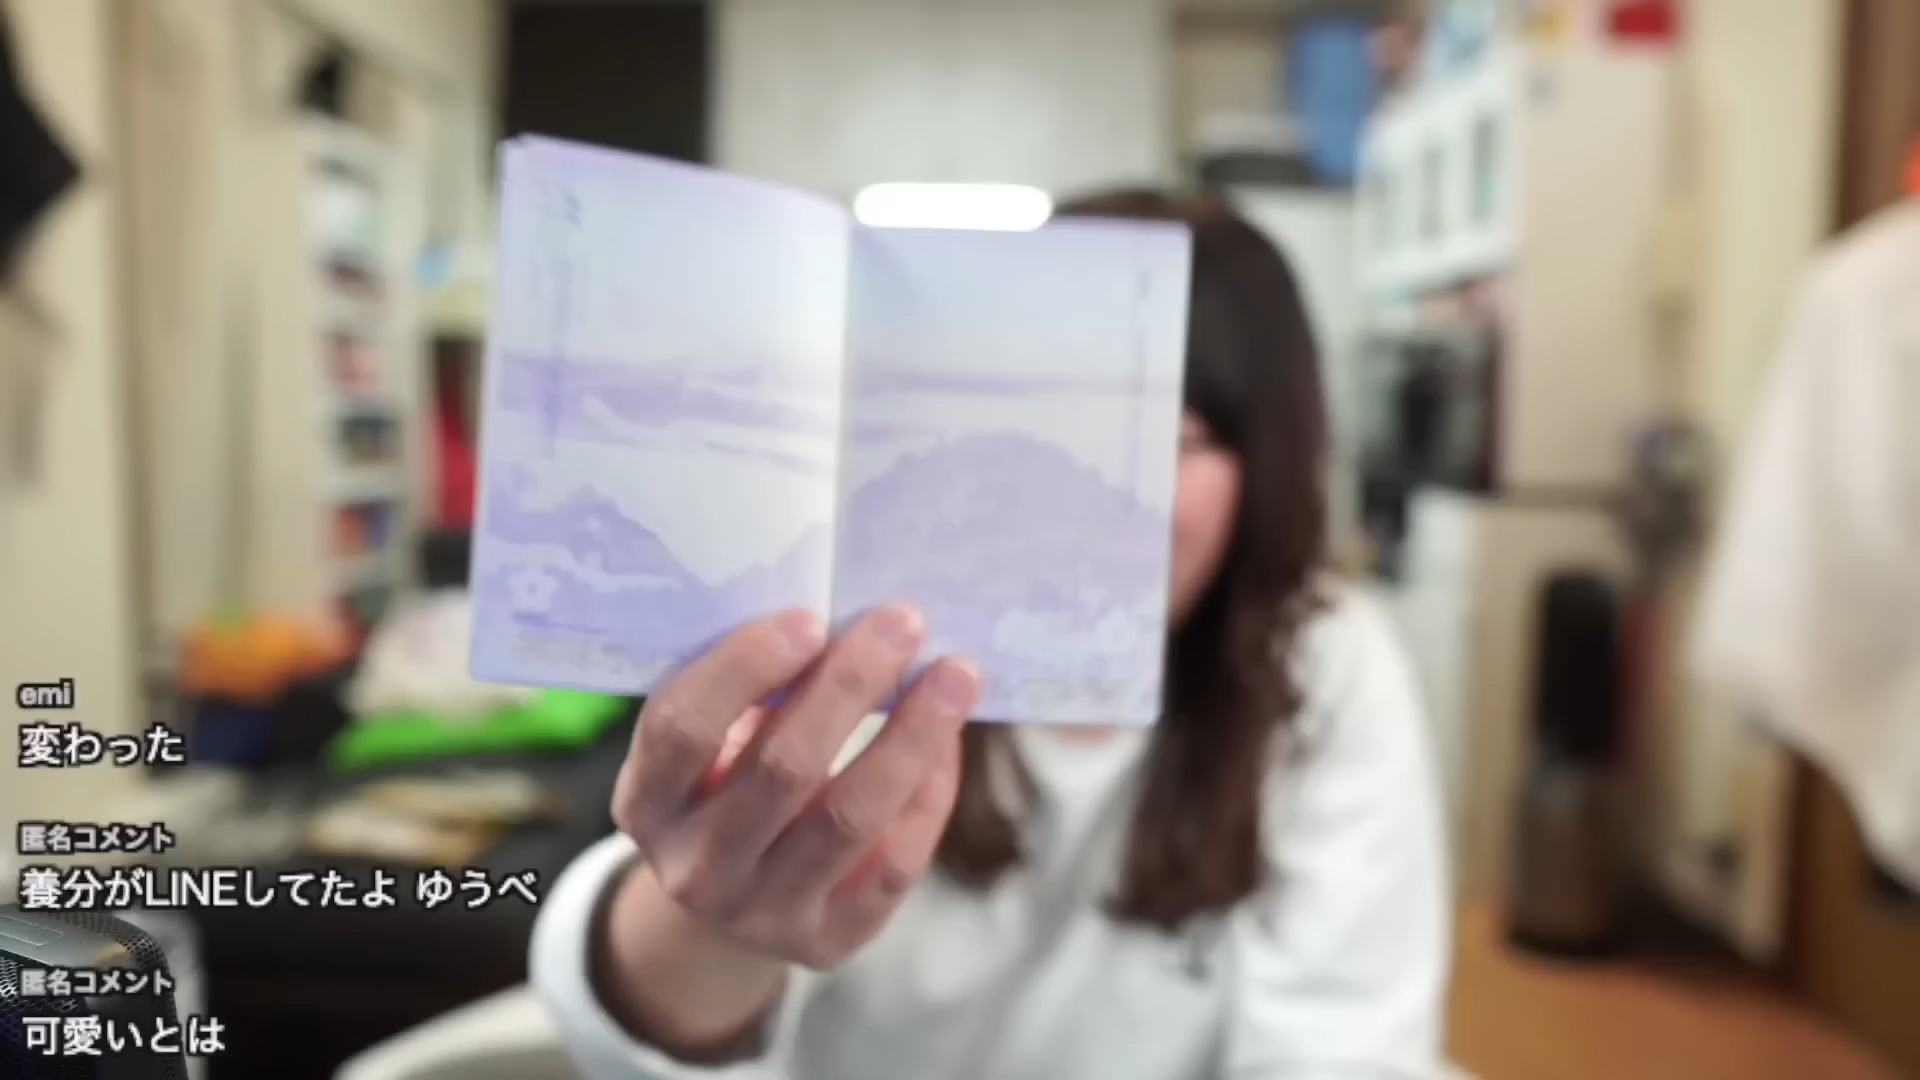 emi
変わった
匿名コメント
養分がLINEしてたよ ゆうべ
匿名コメント
可愛いとは